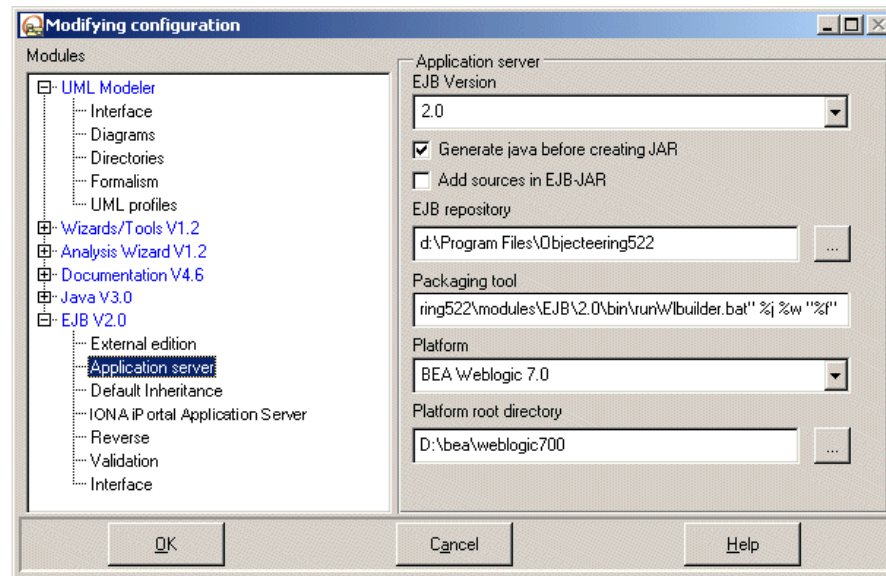 Modifying configuration
Modules
UML Modeler
Interface
Diagrams
Directories
Formalism
UML profiles
Wizards/Tools V1.2
Analysis Wizard V1.2
Documentation V4.6
Java V3.0
EJB V2.0
External edition
Application server
Default Inheritance
IONA iPortal Application Server
Reverse
Validation
Interface
Application server
EJB Version
2.0
Generate java before creating JAR
Add sources in EJB-JAR
EJB repository
d:\Program Files\Objecteering522
...
Packaging tool
ring522\modules\EJB\2.0\bin\runWlbuilder.bat" %j %w "%f"
Platform
BEA Weblogic 7.0
Platform root directory
D:\bea\weblogic700
...
OK
Cancel
Help